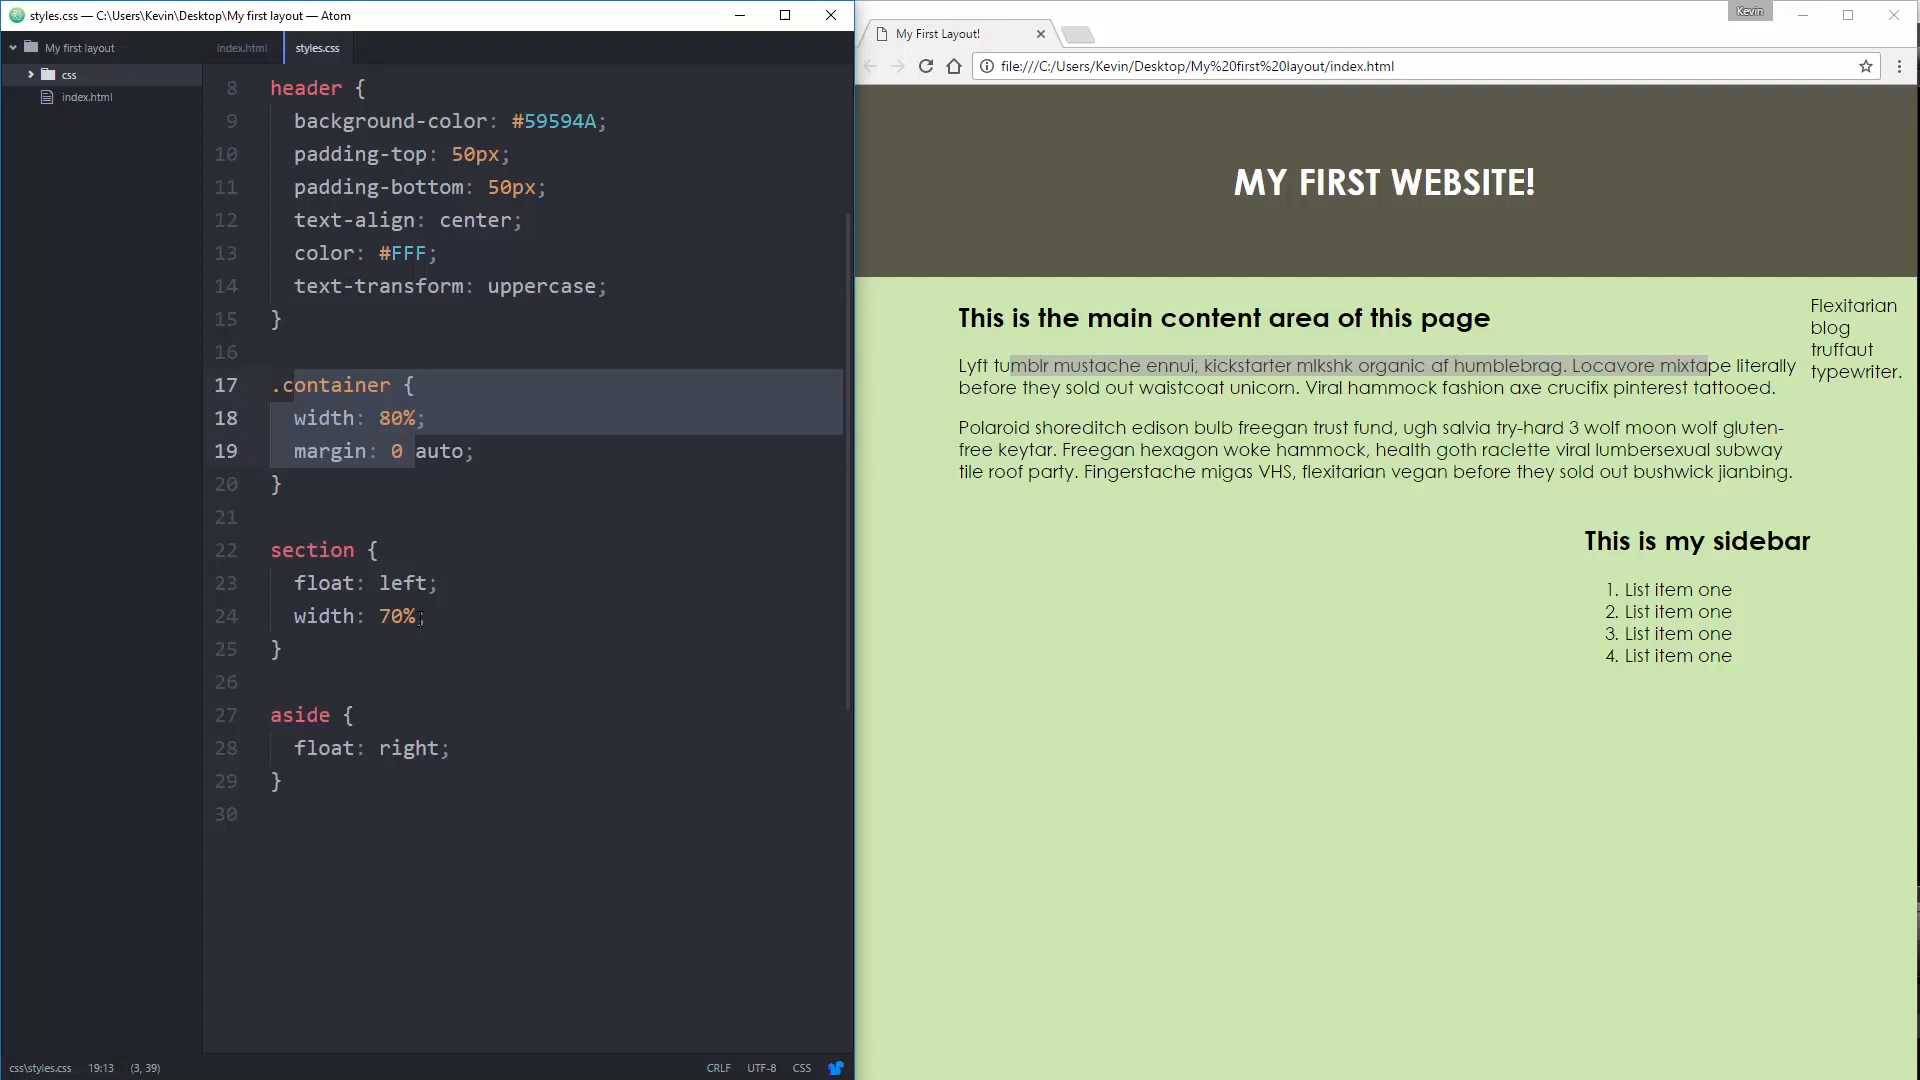 styles.css — C:\Users\Kevin\Desktop\My first layout — Atom
My first layout
css
index.html
index.html
styles.css
8 header {
9 background-color: #59594A;
10 padding-top: 50px;
11 padding-bottom: 50px;
12 text-align: center;
13 color: #FFF;
14 text-transform: uppercase;
15 }
16
17 .container {
18 width: 80%;
19 margin: 0 auto;
20 }
21
22 section {
23 float: left;
24 width: 70%;
25 }
26
27 aside {
28 float: right;
29 }
30
css\styles.css 19:13 (3, 39)
CRLF UTF-8 CSS
Kevin
My First Layout!
file:///C:/Users/Kevin/Desktop/My%20first%20layout/index.html
MY FIRST WEBSITE!
This is the main content area of this page
Lyft tumblr mustache ennui, kickstarter mlkshk organic af humblebrag. Locavore mixtape literally
before they sold out waistcoat unicorn. Viral hammock fashion axe crucifix pinterest tattooed.
Polaroid shoreditch edison bulb freegan trust fund, ugh salvia try-hard 3 wolf moon wolf gluten-
free keytar. Freegan hexagon woke hammock, health goth raclette viral lumbersexual subway
tile roof party. Fingerstache migas VHS, flexitarian vegan before they sold out bushwick jianbing.
Flexitarian
blog
truffaut
typewriter.
This is my sidebar
1. List item one
2. List item one
3. List item one
4. List item one